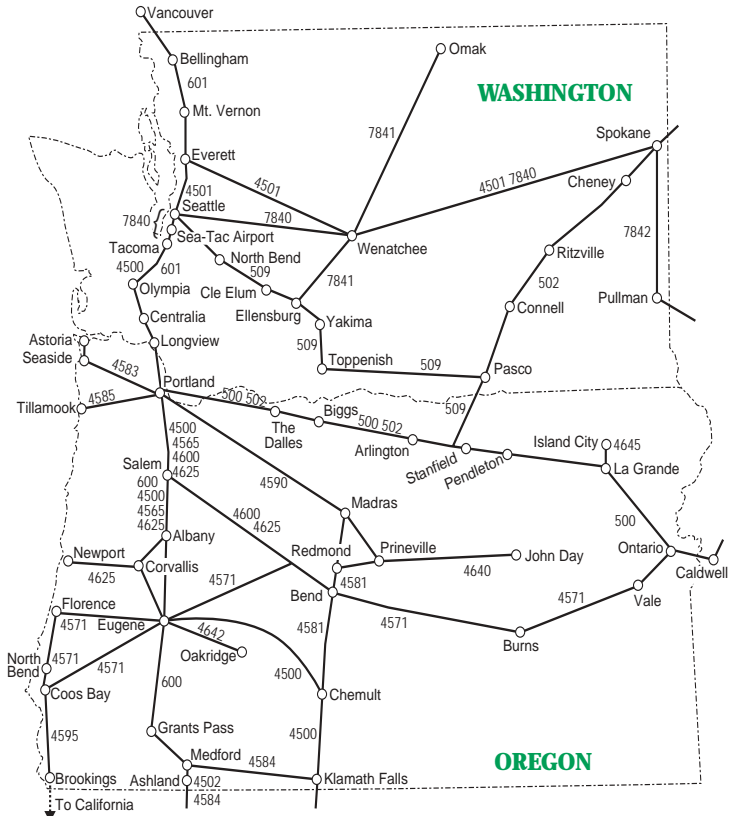 Vancouver
Omak
Bellingham
WASHINGTON
601
Mt. Vernon
7841
Spokane
Everett
4501
4501 7840
Cheney
4501
Seattle
7840
7840
Sea-Tac Airport
Wenatchee
7842
Tacoma
North Bend
Ritzville
4500
601
509
7841
502
Olympia
Cle Elum
Pullman
Ellensburg
Connell
Centralia
Yakima
Astoria
Longview
509
Seaside
4583
Toppenish
509
Pasco
Portland
4585
500 502
Tillamook
Biggs
509
The
Dalles
500 502
4500
4565
4600
4625
Arlington
Stanfield
Pendleton
Island City
4645
La Grande
Salem
600
4500
4565
4625
4590
4600
4625
Madras
500
Albany
Newport
Redmond
Prineville
John Day
Ontario
Corvallis
4625
4571
4581
4640
Caldwell
Bend
Vale
Florence
4571
Eugene
4642
4581
4571
4571
Burns
North
Bend
4571
4571
Oakridge
4500
Coos Bay
600
Chemult
4595
Grants Pass
4500
Medford
4584
OREGON
Brookings
Ashland
4502
Klamath Falls
4584
To California